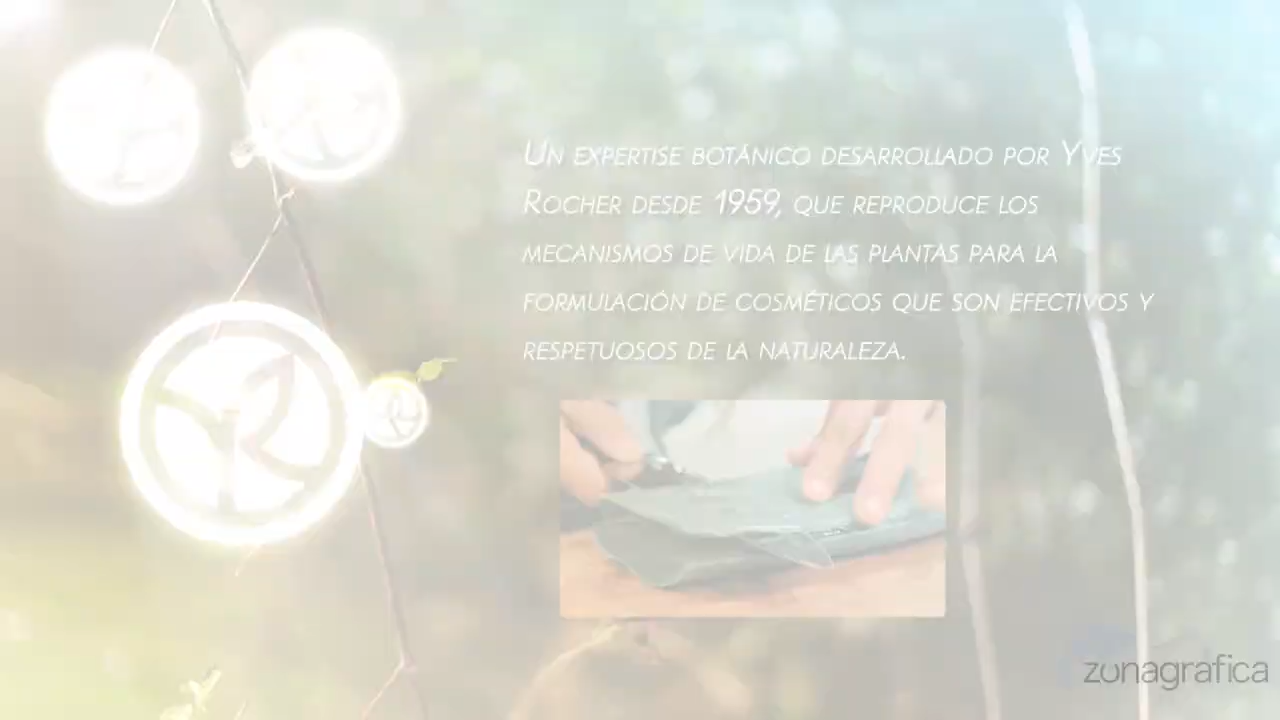 Un expertise botánico desarrollado por Yves
Rocher desde 1959, que reproduce los
mecanismos de vida de las plantas para la
formulación de cosméticos que son efectivos y
respetuosos de la naturaleza.
zonagrafica